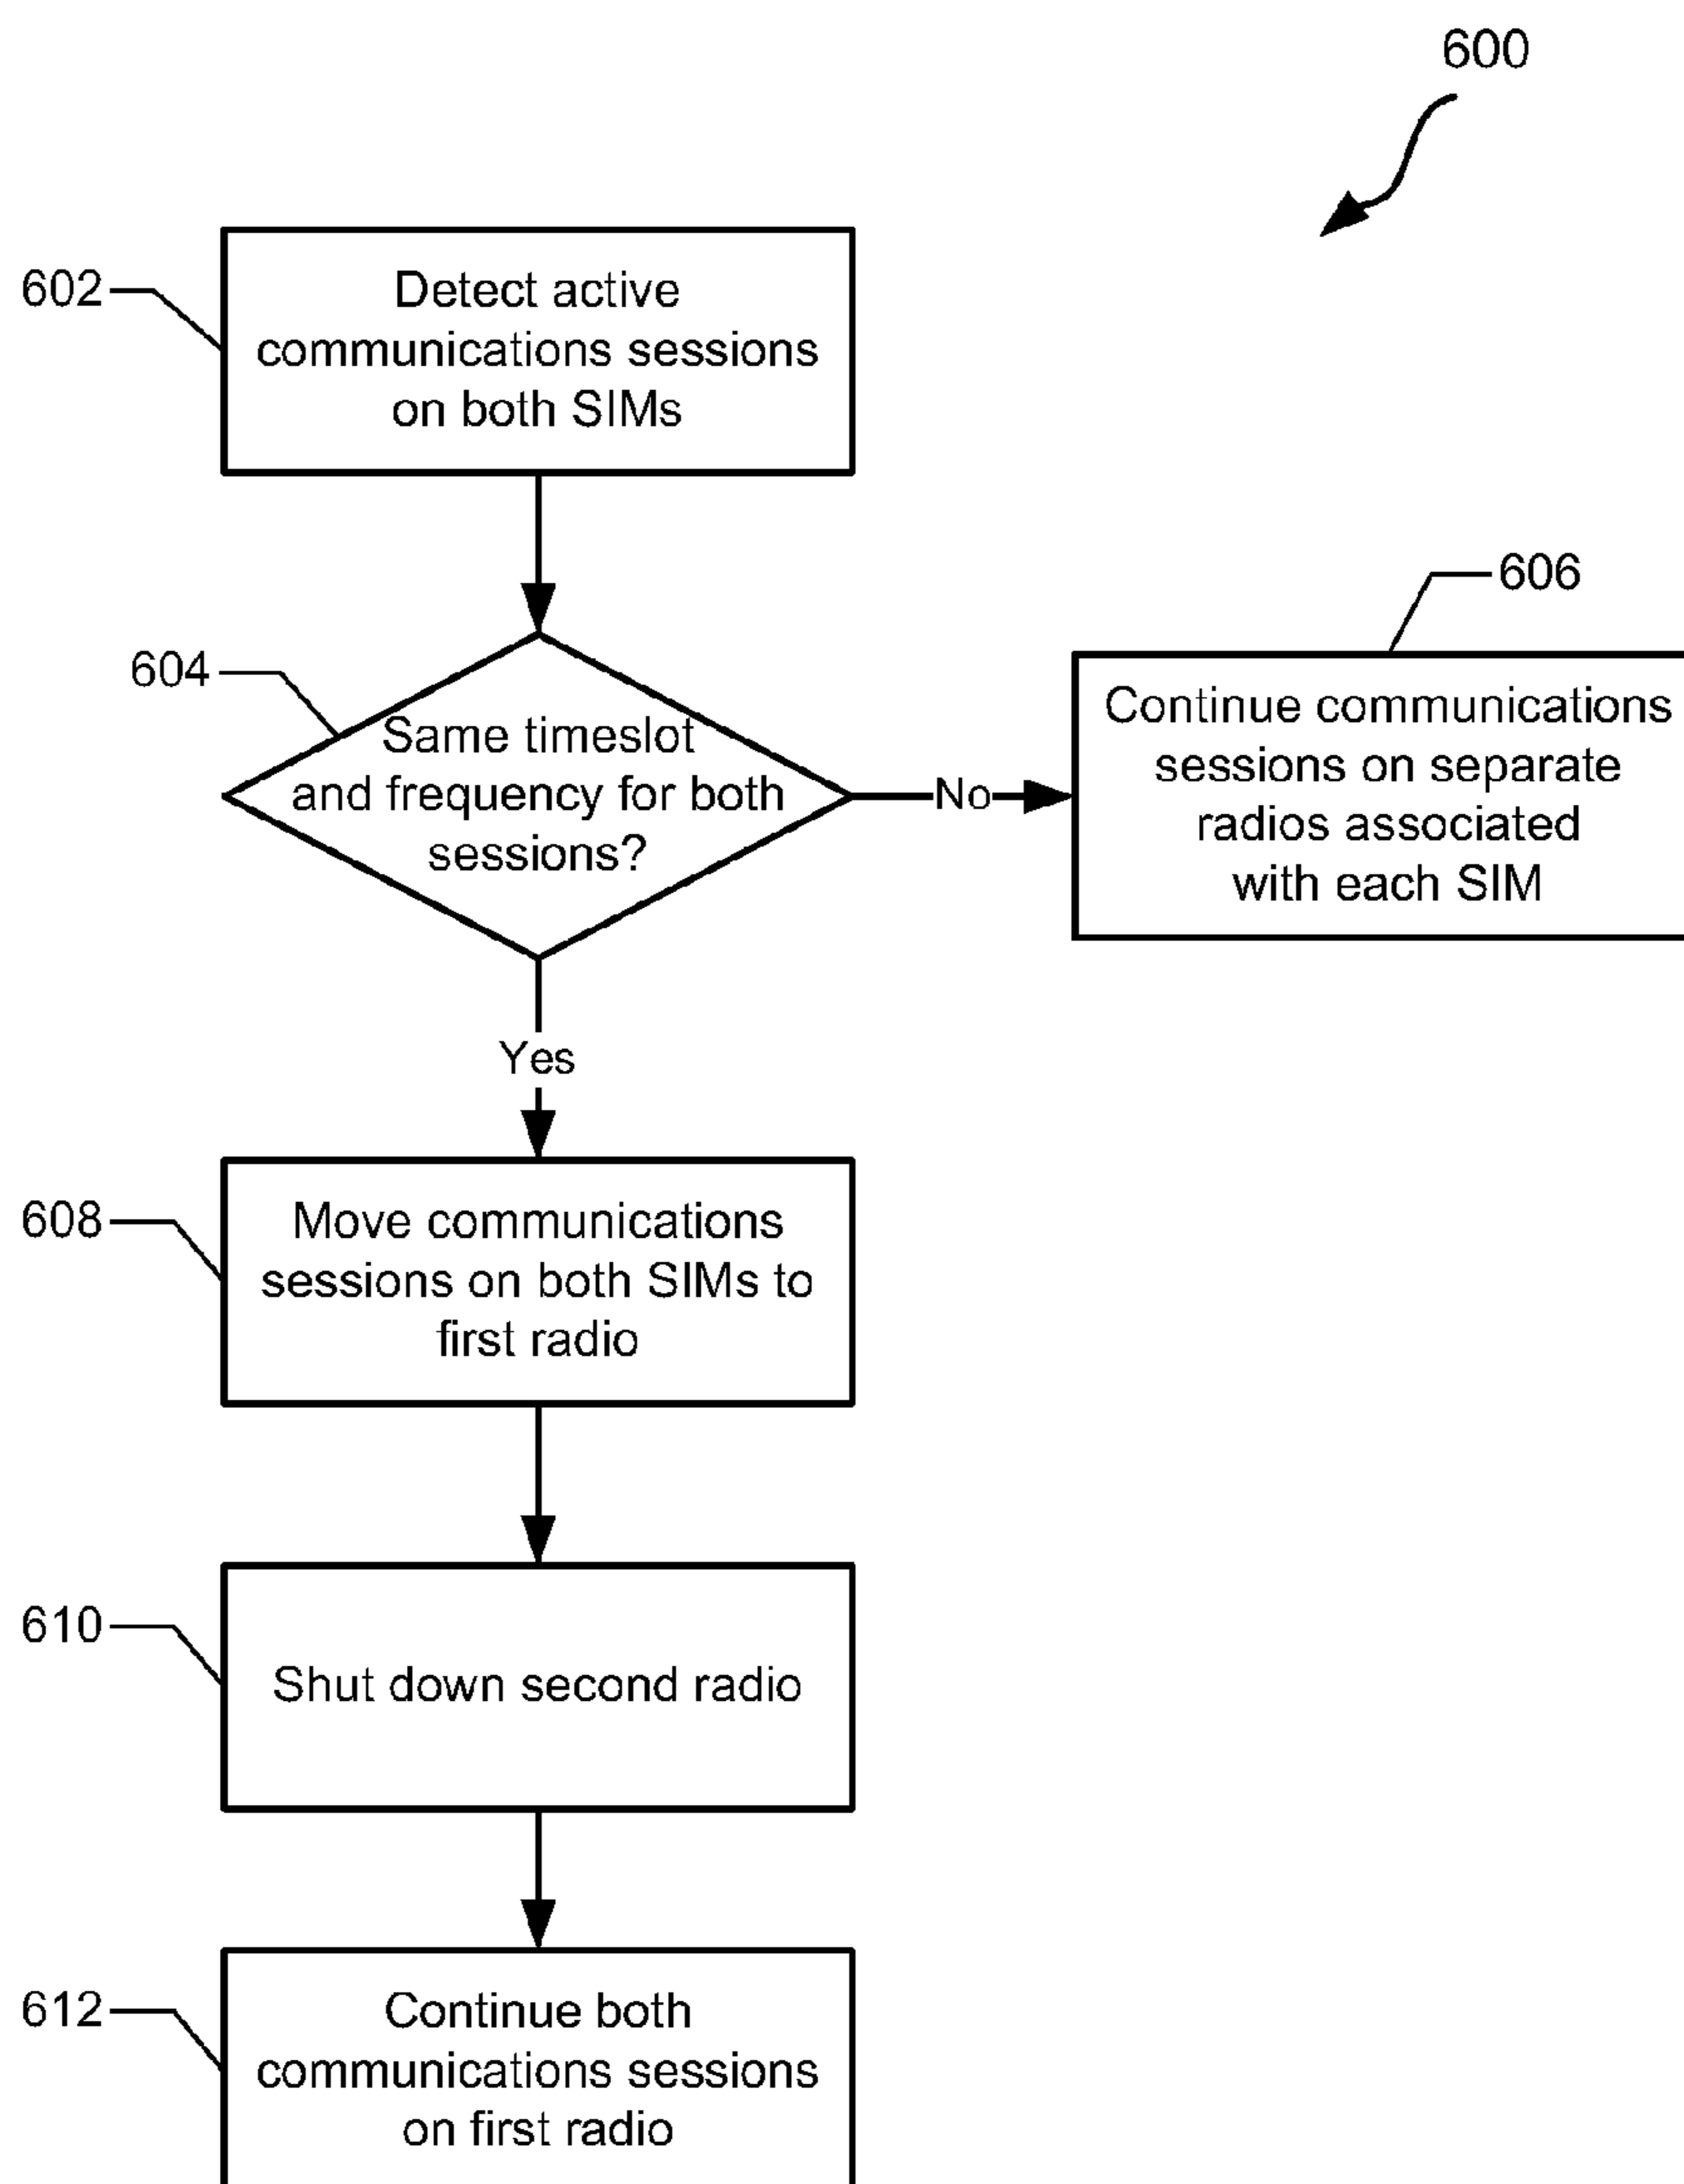 600
602
Detect active
communications sessions
on both SIMs
604
Same timeslot
and frequency for both
sessions?
No
606
Continue communications
sessions on separate
radios associated
with each SIM
Yes
608
Move communications
sessions on both SIMs to
first radio
610
Shut down second radio
612
Continue both
communications sessions
on first radio